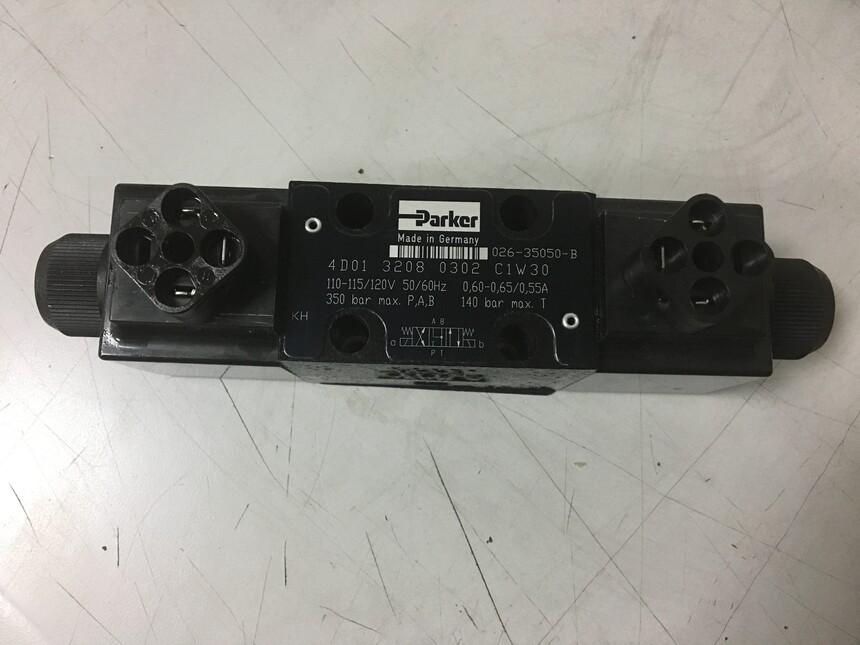 Parker
Made in Germany
026-35050-B
4D01 3208 0302 C1W30
110-115/120V 50/60Hz 0,60-0,65/0,55A
350 bar max. P,A,B 140 bar max. T
KH
A B
a b
P T